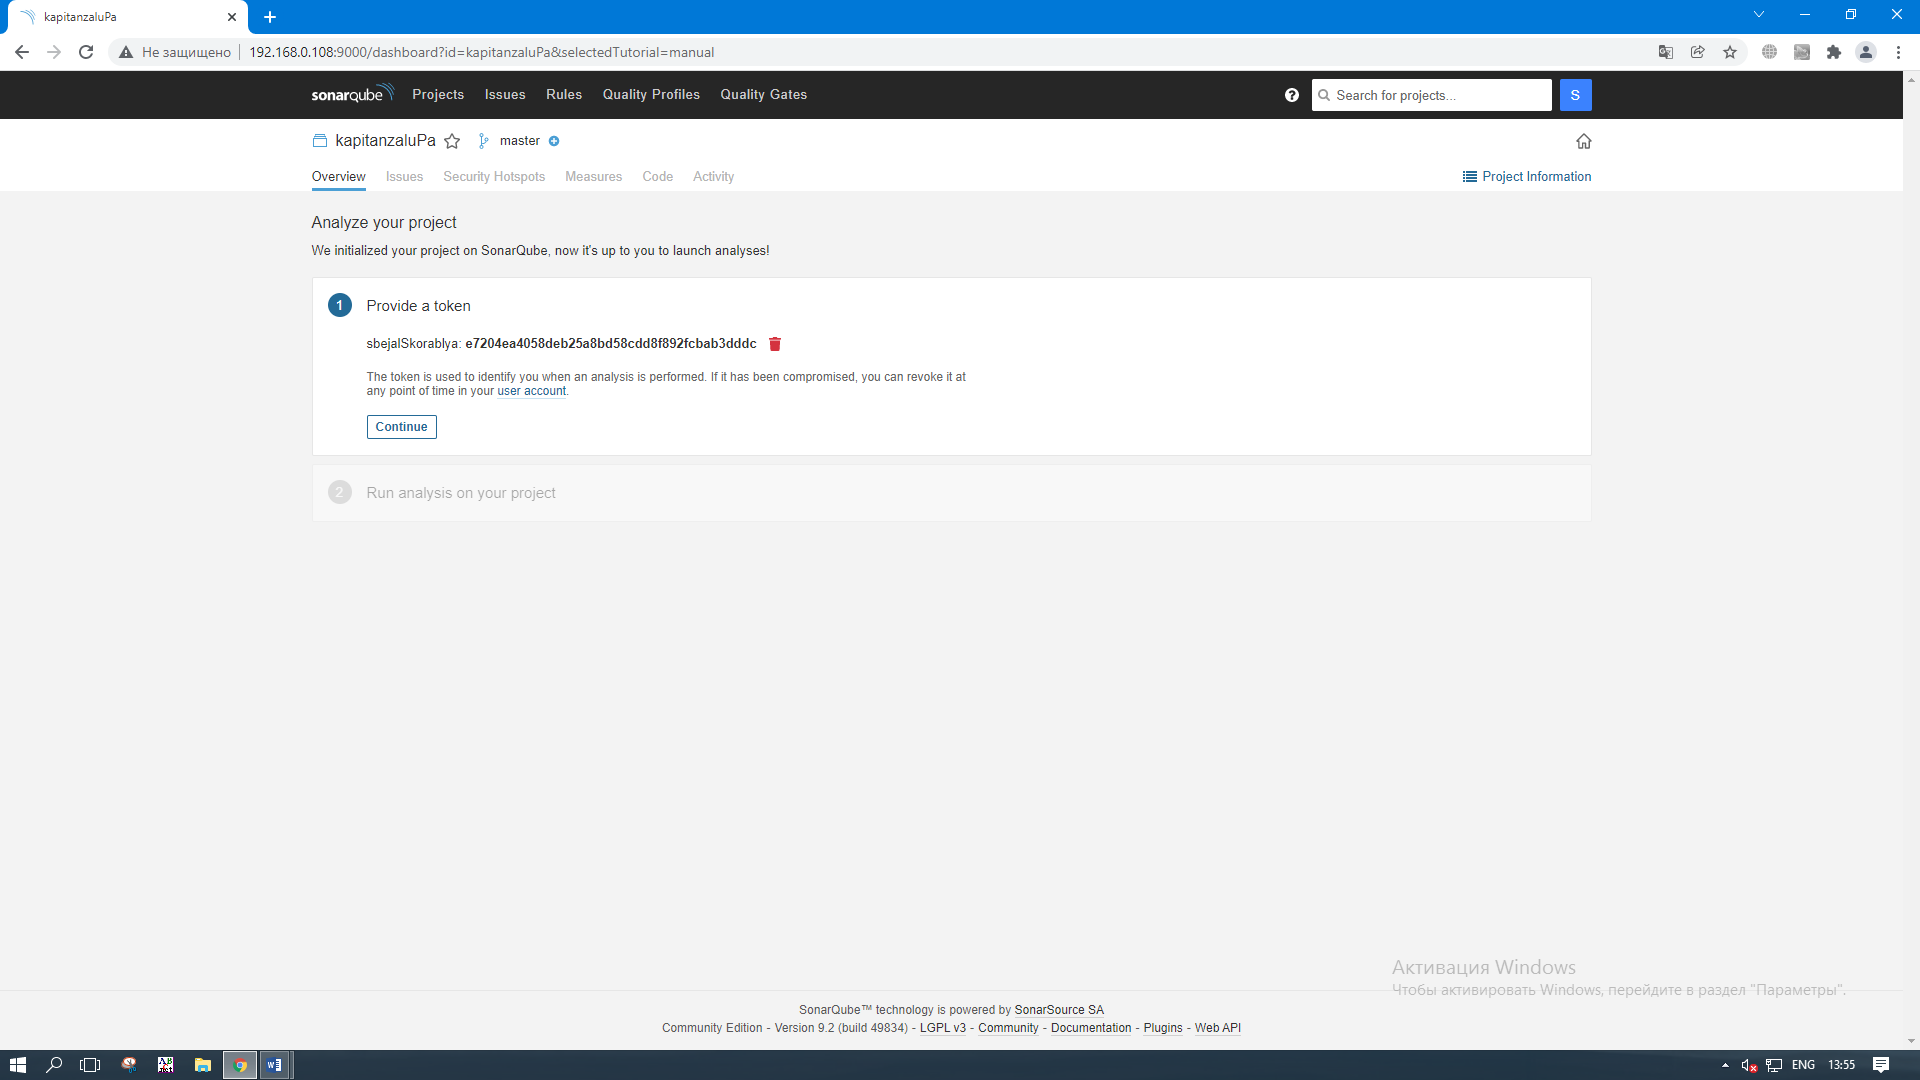 kapitanzaluPa
Не защищено 192.168.0.108:9000/dashboard?id=kapitanzaluPa&selectedTutorial=manual
sonarqube Projects Issues Rules Quality Profiles Quality Gates Search for projects... S
kapitanzaluPa master
Overview Issues Security Hotspots Measures Code Activity Project Information
Analyze your project
We initialized your project on SonarQube, now it's up to you to launch analyses!
1 Provide a token
sbejalSkorablya: e7204ea4058deb25a8bd58cdd8f892fcbab3dddc
The token is used to identify you when an analysis is performed. If it has been compromised, you can revoke it at
any point of time in your user account.
Continue
2 Run analysis on your project
Активация Windows
Чтобы активировать Windows, перейдите в раздел "Параметры".
SonarQube™ technology is powered by SonarSource SA
Community Edition - Version 9.2 (build 49834) - LGPL v3 - Community - Documentation - Plugins - Web API
ENG 13:55